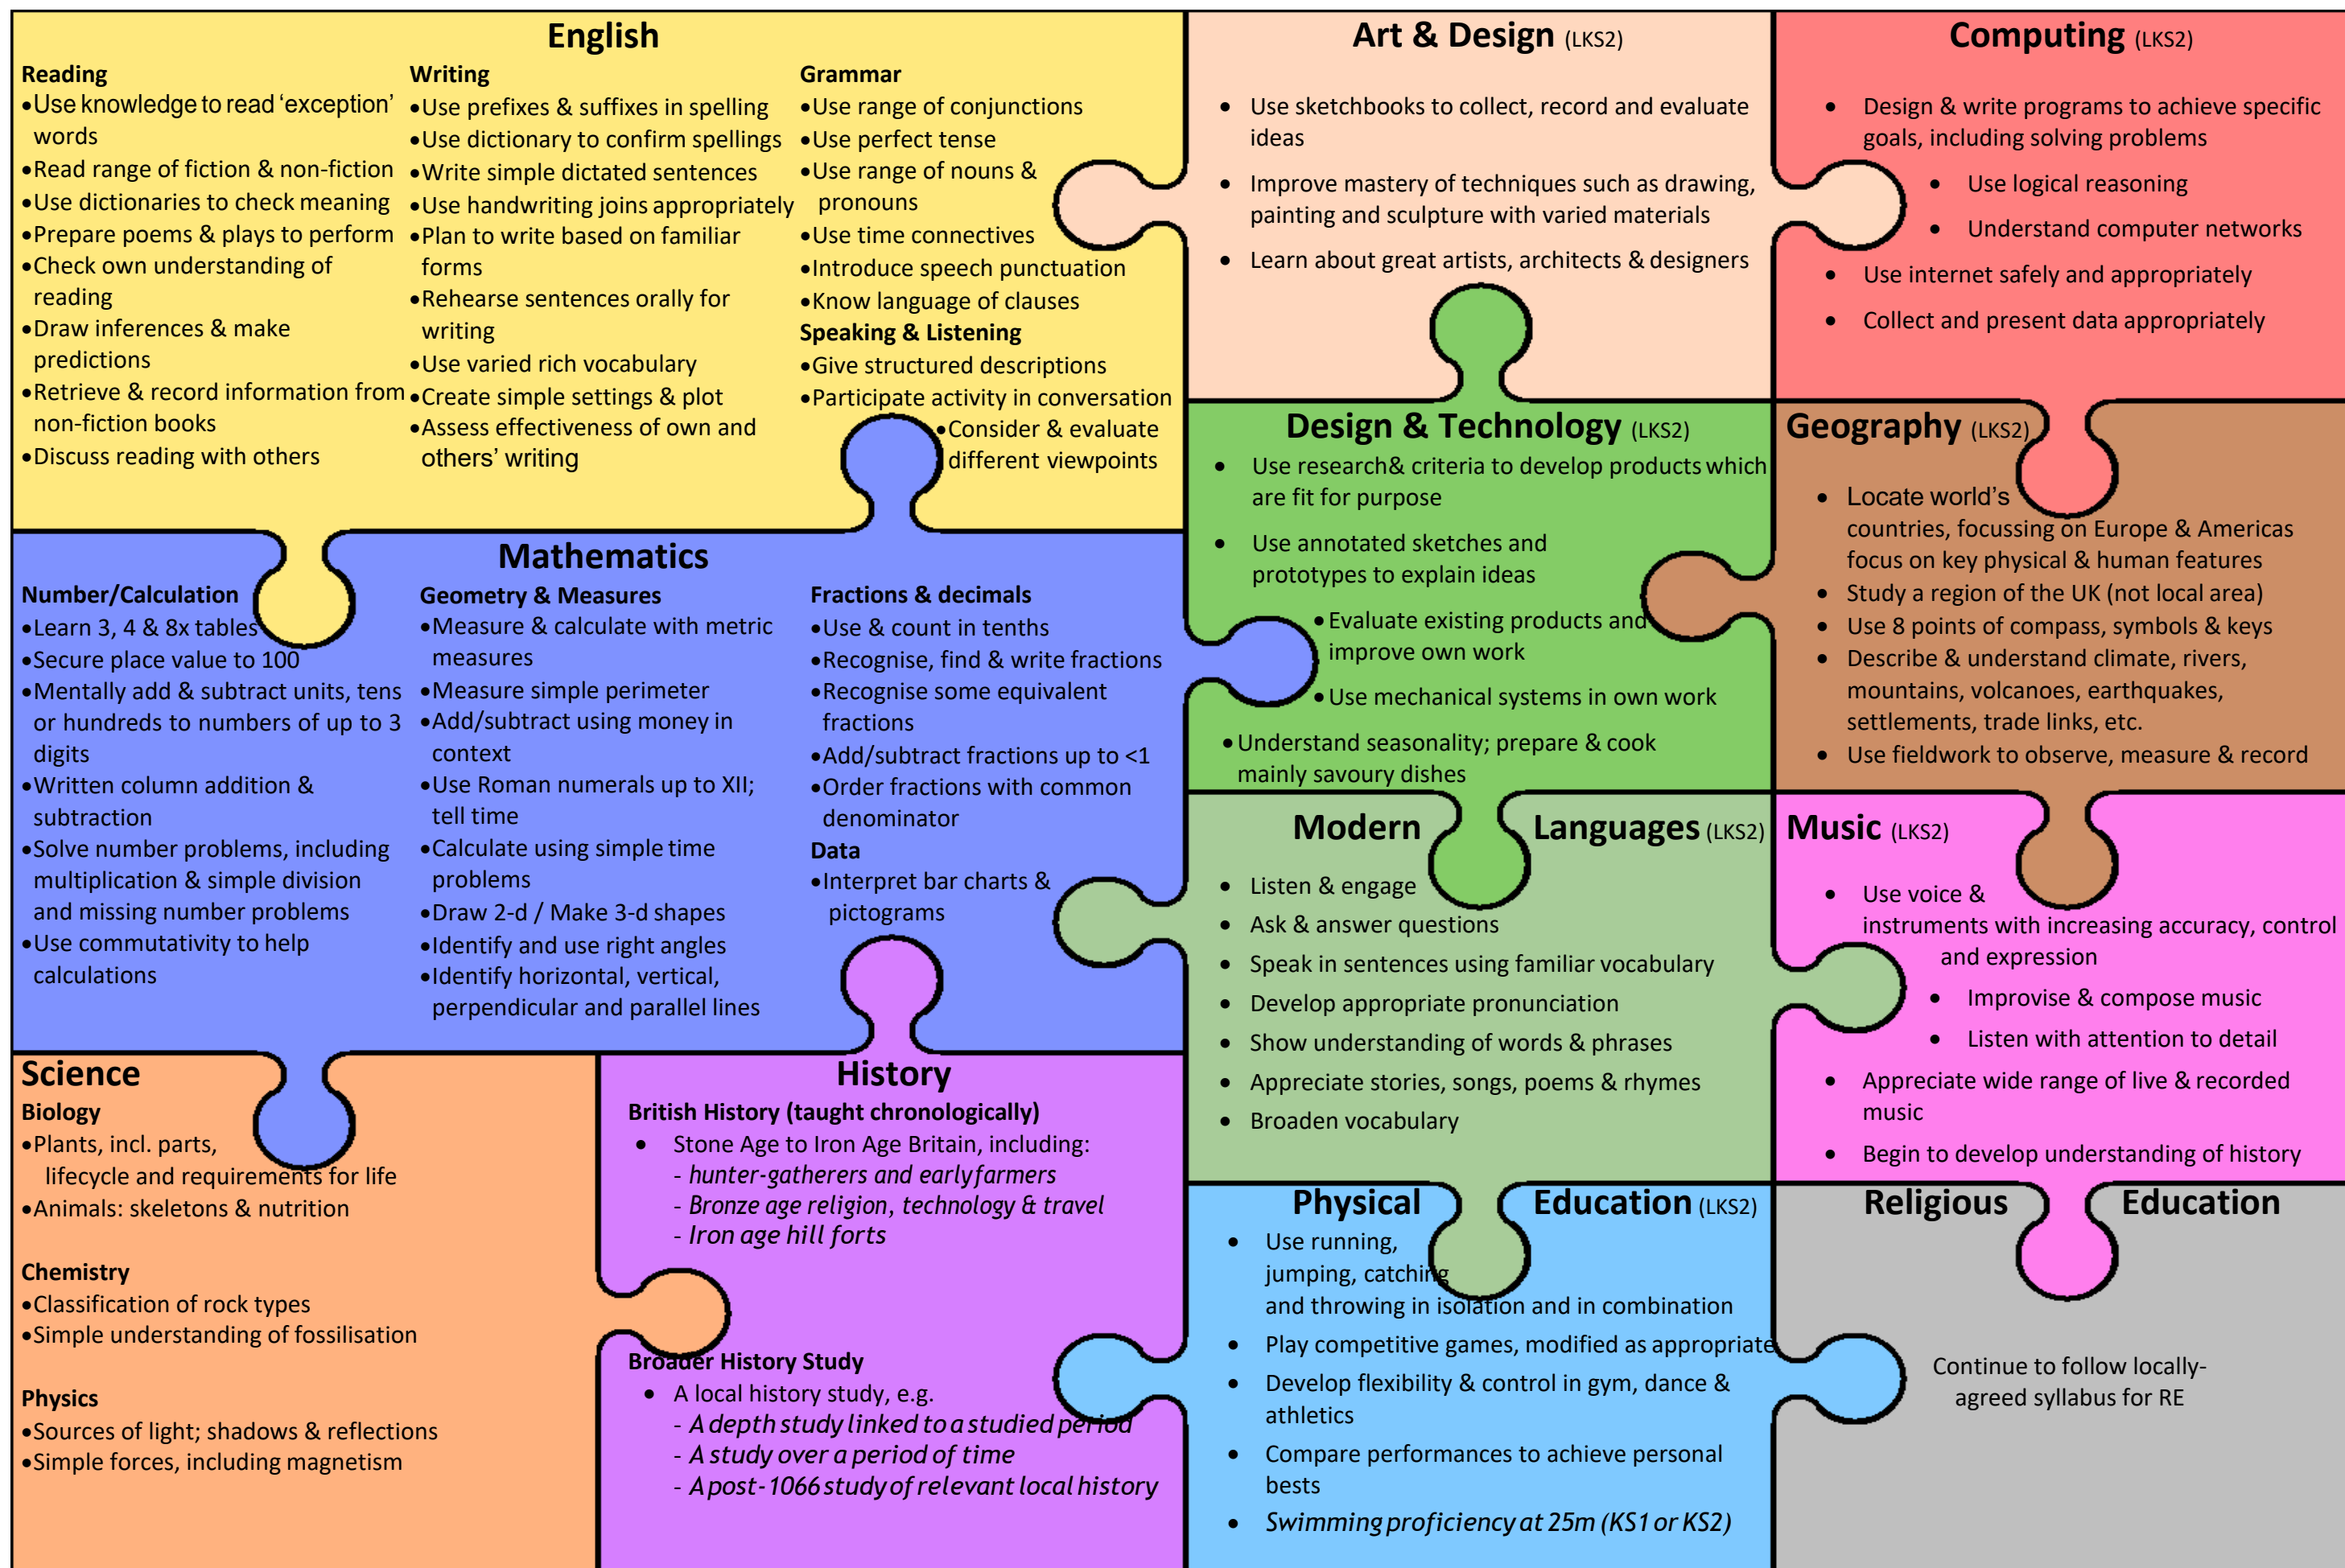 English
Reading
•Use knowledge to read ‘exception’
words
•Read range of fiction & non-fiction
•Use dictionaries to check meaning
•Prepare poems & plays to perform
•Check own understanding of
reading
•Draw inferences & make
predictions
•Retrieve & record information from
non-fiction books
•Discuss reading with others
Writing
•Use prefixes & suffixes in spelling
•Use dictionary to confirm spellings
•Write simple dictated sentences
•Use handwriting joins appropriately
•Plan to write based on familiar
forms
•Rehearse sentences orally for
writing
•Use varied rich vocabulary
•Create simple settings & plot
•Assess effectiveness of own and
others’ writing
Grammar
•Use range of conjunctions
•Use perfect tense
•Use range of nouns &
pronouns
•Use time connectives
•Introduce speech punctuation
•Know language of clauses
Speaking & Listening
•Give structured descriptions
•Participate activity in conversation
•Consider & evaluate
different viewpoints
Art & Design (LKS2)
• Use sketchbooks to collect, record and evaluate
ideas
• Improve mastery of techniques such as drawing,
painting and sculpture with varied materials
• Learn about great artists, architects & designers
Computing (LKS2)
• Design & write programs to achieve specific
goals, including solving problems
• Use logical reasoning
• Understand computer networks
• Use internet safely and appropriately
• Collect and present data appropriately
Mathematics
Number/Calculation
•Learn 3, 4 & 8x tables
•Secure place value to 100
•Mentally add & subtract units, tens
or hundreds to numbers of up to 3
digits
•Written column addition &
subtraction
•Solve number problems, including
multiplication & simple division
and missing number problems
•Use commutativity to help
calculations
Geometry & Measures
•Measure & calculate with metric
measures
•Measure simple perimeter
•Add/subtract using money in
context
•Use Roman numerals up to XII;
tell time
•Calculate using simple time
problems
•Draw 2-d / Make 3-d shapes
•Identify and use right angles
•Identify horizontal, vertical,
perpendicular and parallel lines
Fractions & decimals
•Use & count in tenths
•Recognise, find & write fractions
•Recognise some equivalent
fractions
•Add/subtract fractions up to <1
•Order fractions with common
denominator
Data
•Interpret bar charts &
pictograms
Design & Technology (LKS2)
• Use research& criteria to develop products which
are fit for purpose
• Use annotated sketches and
prototypes to explain ideas
•Evaluate existing products and
improve own work
•Use mechanical systems in own work
•Understand seasonality; prepare & cook
mainly savoury dishes
Geography (LKS2)
• Locate world’s
countries, focussing on Europe & Americas
focus on key physical & human features
• Study a region of the UK (not local area)
• Use 8 points of compass, symbols & keys
• Describe & understand climate, rivers,
mountains, volcanoes, earthquakes,
settlements, trade links, etc.
• Use fieldwork to observe, measure & record
Modern Languages (LKS2)
• Listen & engage
• Ask & answer questions
• Speak in sentences using familiar vocabulary
• Develop appropriate pronunciation
• Show understanding of words & phrases
• Appreciate stories, songs, poems & rhymes
• Broaden vocabulary
Music (LKS2)
• Use voice &
instruments with increasing accuracy, control
and expression
• Improvise & compose music
• Listen with attention to detail
• Appreciate wide range of live & recorded
music
• Begin to develop understanding of history
Science
Biology
•Plants, incl. parts,
lifecycle and requirements for life
•Animals: skeletons & nutrition
Chemistry
•Classification of rock types
•Simple understanding of fossilisation
Physics
•Sources of light; shadows & reflections
•Simple forces, including magnetism
History
British History (taught chronologically)
• Stone Age to Iron Age Britain, including:
- hunter-gatherers and earlyfarmers
- Bronze age religion, technology & travel
- Iron age hill forts
Broader History Study
• A local history study, e.g.
- A depth study linked to a studied period
- A study over a period of time
- A post-1066 study of relevant local history
Physical Education (LKS2)
• Use running,
jumping, catching
and throwing in isolation and in combination
• Play competitive games, modified as appropriate
• Develop flexibility & control in gym, dance &
athletics
• Compare performances to achieve personal
bests
• Swimming proficiency at 25m (KS1 or KS2)
Religious Education
Continue to follow locally-
agreed syllabus for RE